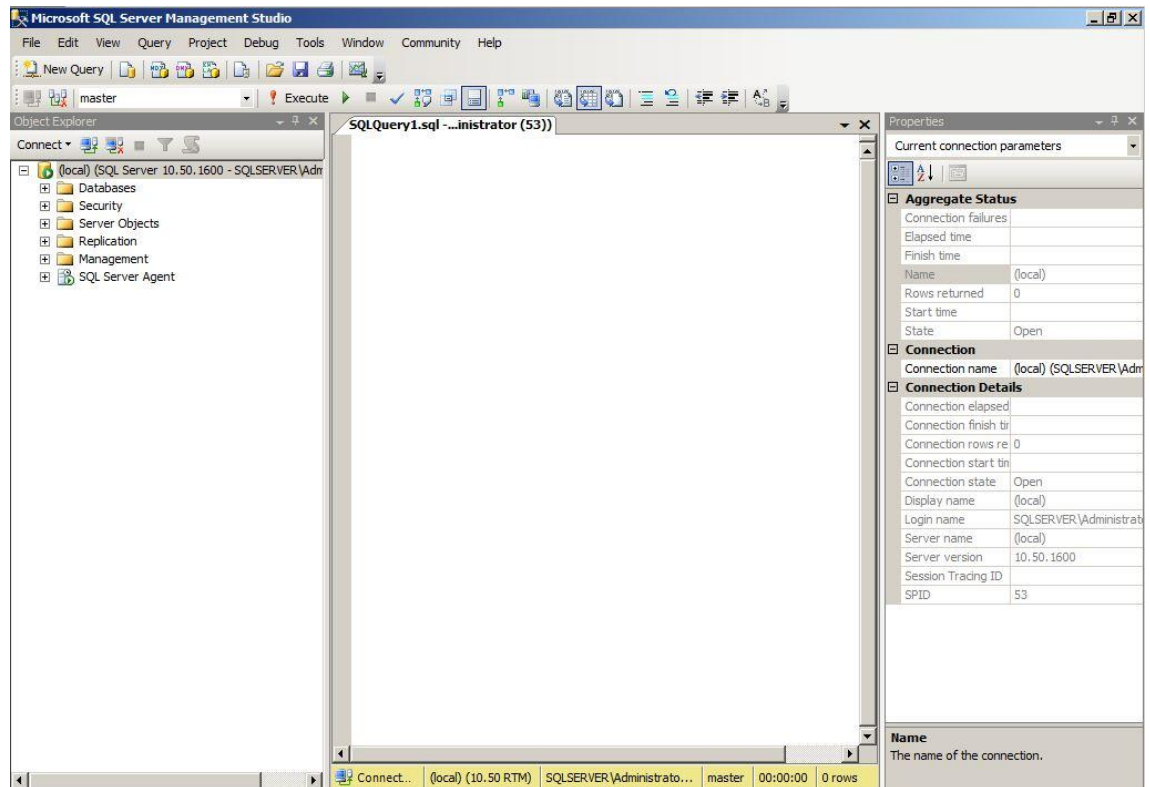 Microsoft SQL Server Management Studio
File Edit View Query Project Debug Tools Window Community Help
New Query
master Execute
Object Explorer
Connect
(local) (SQL Server 10.50.1600 - SQLSERVER\Adm
Databases
Security
Server Objects
Replication
Management
SQL Server Agent
SQLQuery1.sql -...inistrator (53))
Connect... (local) (10.50 RTM) SQLSERVER\Administrato... master 00:00:00 0 rows
Properties
Current connection parameters
Aggregate Status
Connection failures
Elapsed time
Finish time
Name (local)
Rows returned 0
Start time
State Open
Connection
Connection name (local) (SQLSERVER\Adm
Connection Details
Connection elapsed
Connection finish tir
Connection rows re 0
Connection start tin
Connection state Open
Display name (local)
Login name SQLSERVER\Administrato
Server name (local)
Server version 10.50.1600
Session Tracing ID
SPID 53
Name
The name of the connection.